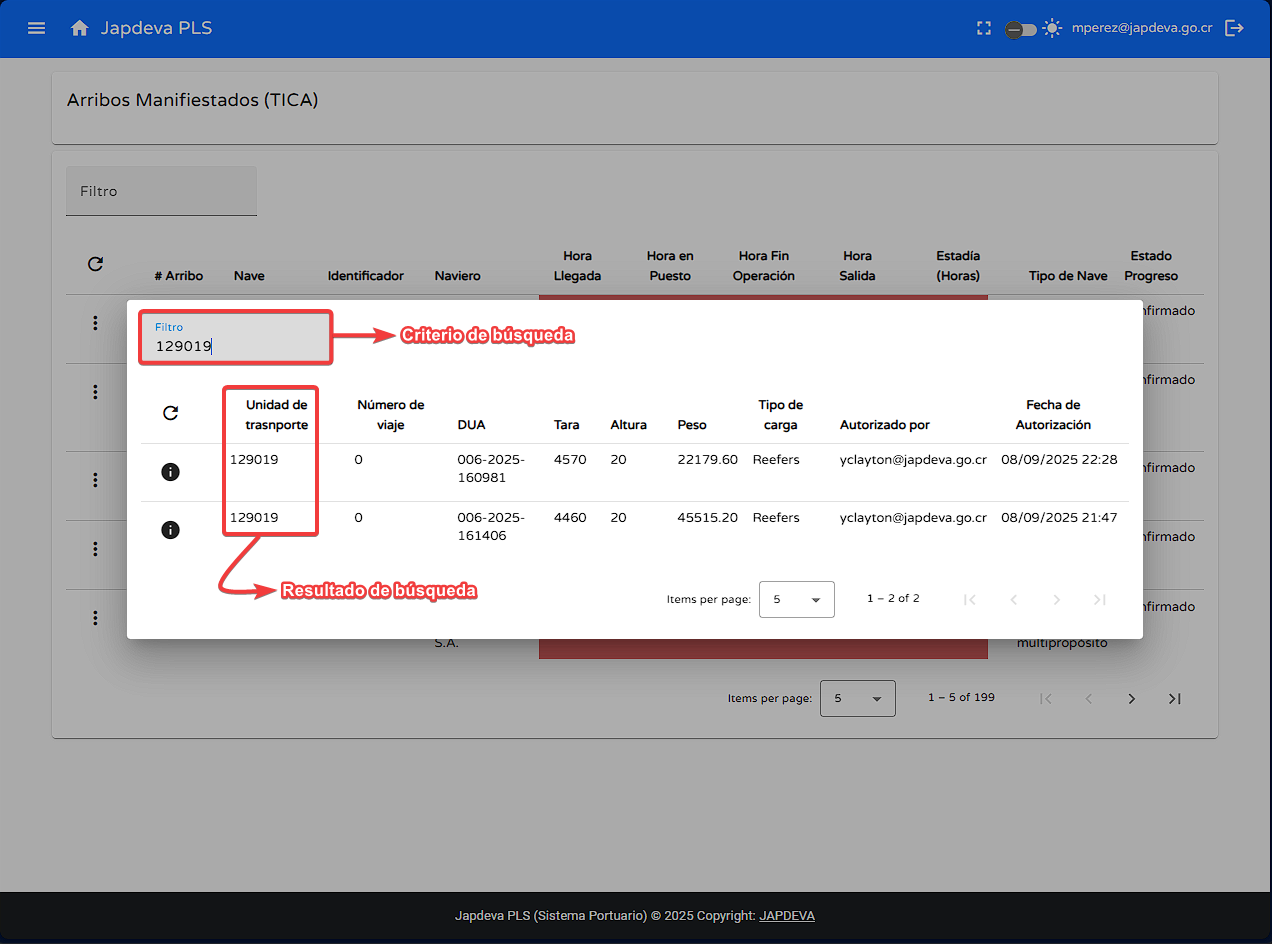 Japdeva PLS
mperez@japdeva.go.cr
Arribos Manifiestados (TICA)
Filtro
# Arribo Nave Identificador Naviero Hora Llegada Hora en Puesto Hora Fin Operación Hora Salida Estadía (Horas) Tipo de Nave Estado Progreso
nfirmado
Filtro
129019
Criterio de búsqueda
nfirmado
Unidad de trasnporte Número de viaje DUA Tara Altura Peso Tipo de carga Autorizado por Fecha de Autorización
129019 0 006-2025-160981 4570 20 22179.60 Reefers yclayton@japdeva.go.cr 08/09/2025 22:28
nfirmado
129019 0 006-2025-161406 4460 20 45515.20 Reefers yclayton@japdeva.go.cr 08/09/2025 21:47
nfirmado
Resultado de búsqueda
Items per page: 5 1 – 2 of 2
nfirmado
S.A. multipropósito
Items per page: 5 1 – 5 of 199
Japdeva PLS (Sistema Portuario) © 2025 Copyright: JAPDEVA